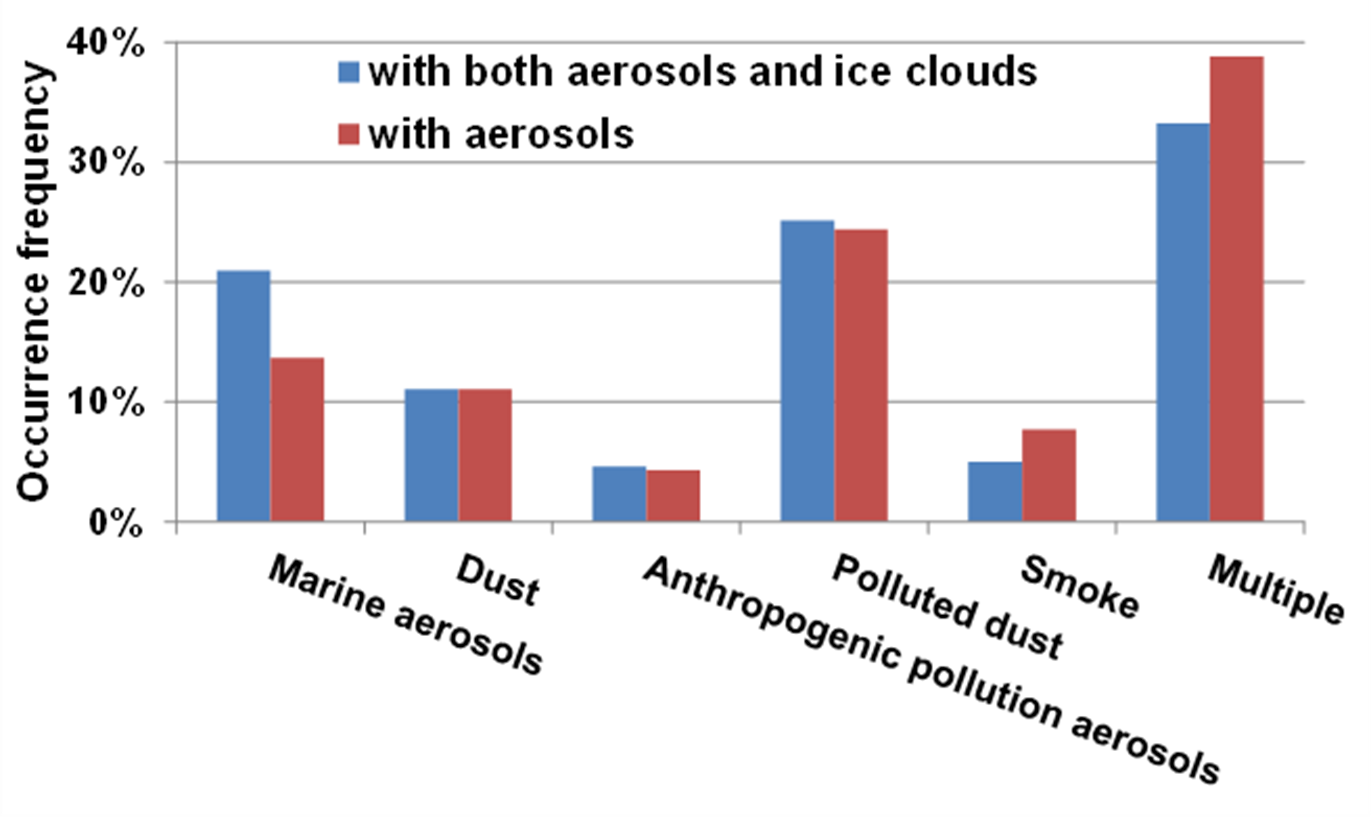 Occurrence frequency
40%
30%
20%
10%
0%
with both aerosols and ice clouds
with aerosols
Marine aerosols
Dust
Anthropogenic pollution aerosols
Polluted dust
Smoke
Multiple